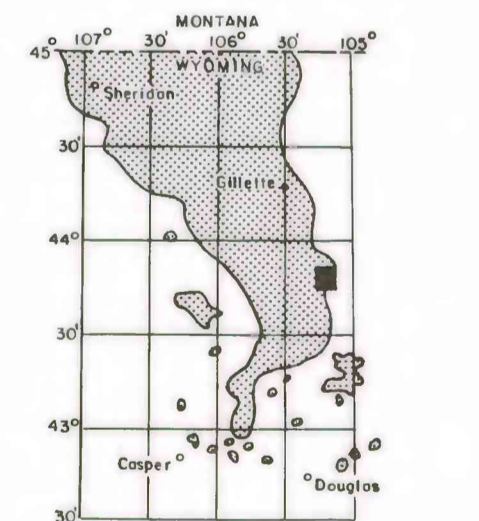 MONTANA
107° 30' 106° 30' 105°
45°
WYOMING
Sheridan
30'
Gillette
44°
30'
43°
Casper
Douglas
30'